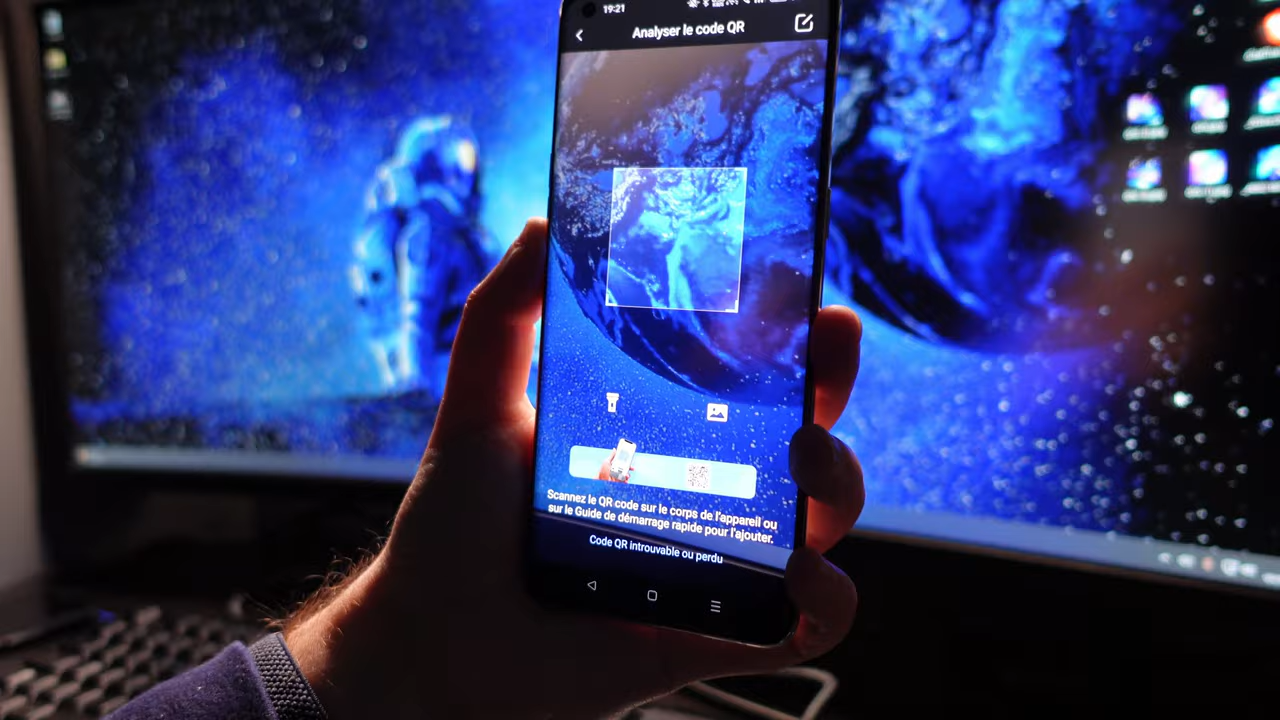 19:21
Analyser le code QR
Scannez le QR code sur le corps de l'appareil ou
sur le Guide de démarrage rapide pour l'ajouter.
Code QR introuvable ou perdu